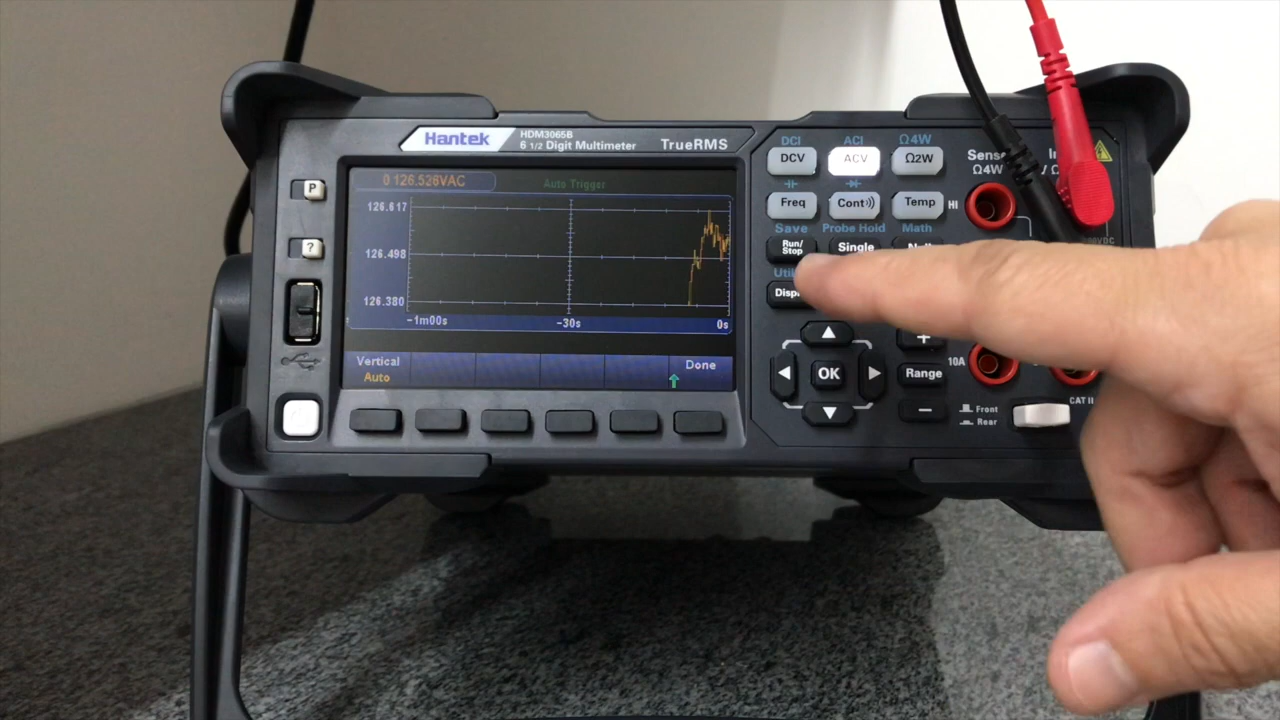 Hantek
HDM3065B
6 1/2 Digit Multimeter
TrueRMS
P
?
0 126.526VAC
Auto Trigger
126.617
126.498
126.380
-1m00s
-30s
0s
Vertical
Auto
Done
DCI
ACI
Ω4W
DCV
ACV
Ω2W
Freq
Cont
Temp
Save
Probe Hold
Math
Run/
Stop
Single
OK
+
Range
-
HI
Ω4W
10A
CAT II
Front
Rear